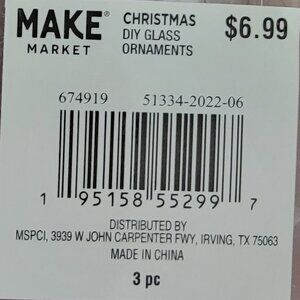 MAKE® CHRISTMAS $6.99
MARKET DIY GLASS
ORNAMENTS
674919 51334-2022-06
1 95158 55299 7
DISTRIBUTED BY
MSPCI, 3939 W JOHN CARPENTER FWY, IRVING, TX 75063
MADE IN CHINA
3 pc